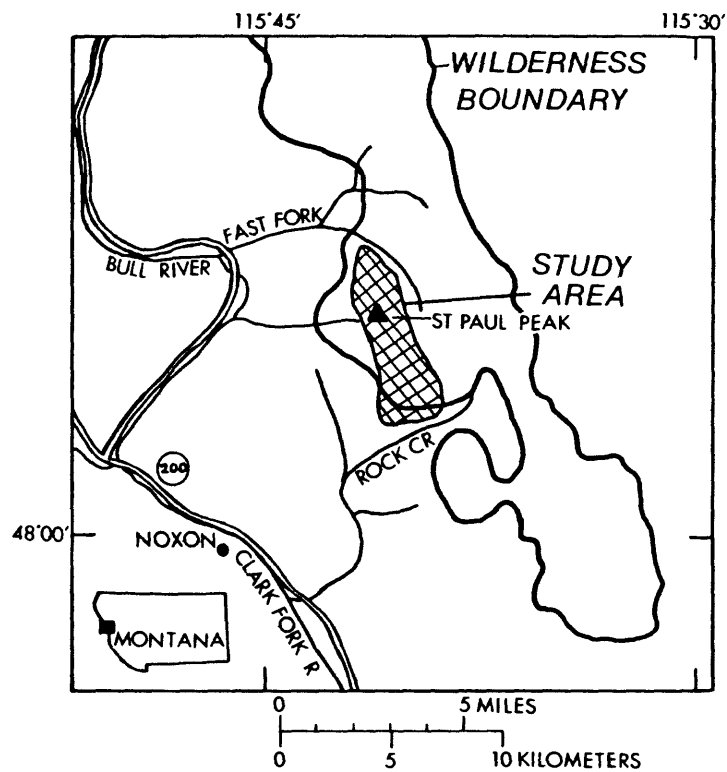 115°45'
115°30'
WILDERNESS
BOUNDARY
FAST FORK
BULL RIVER
STUDY
AREA
ST PAUL PEAK
ROCK CR
200
48°00'
NOXON
CLARK FORK R
MONTANA
0 5 MILES
0 5 10 KILOMETERS